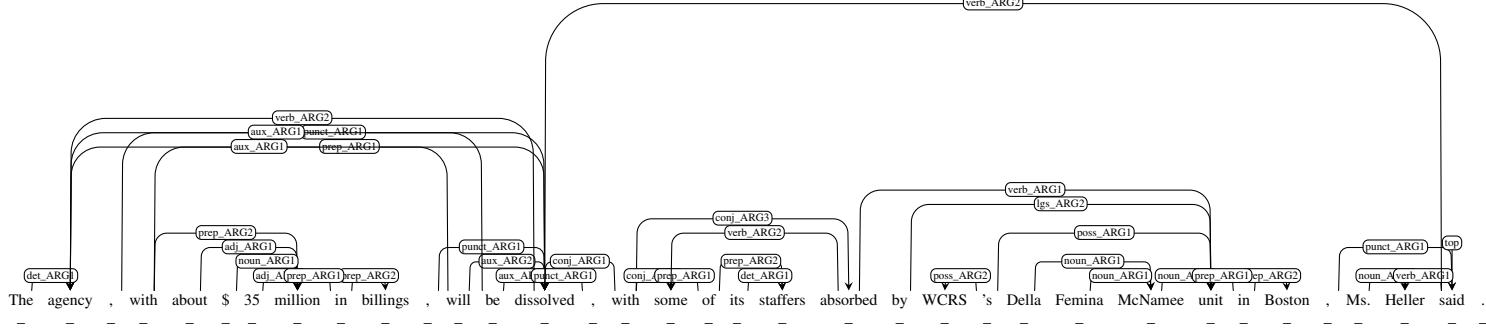 verb_ARG2
verb_ARG2
aux_ARG1 punct_ARG1
aux_ARG1 prep_ARG1
verb_ARG1
lgs_ARG2
conj_ARG3
prep_ARG2 verb_ARG2 poss_ARG1
adj_ARG1 punct_ARG1 punct_ARG1 top
noun_ARG1 aux_ARG2 conj_ARG1 prep_ARG2 noun_ARG1
det_ARG1 prep_ARG1 punct_ARG1 prep_ARG1 det_ARG1 poss_ARG2 noun_ARG1 prep_ARG1 verb_ARG1
The agency , with about $ 35 million in billings , will be dissolved , with some of its staffers absorbed by WCRS 's Della Femina McNamee unit in Boston , Ms. Heller said .
_ _ _ _ _ _ _ _ _ _ _ _ _ _ _ _ _ _ _ _ _ _ _ _ _ _ _ _ _ _ _ _ _ _